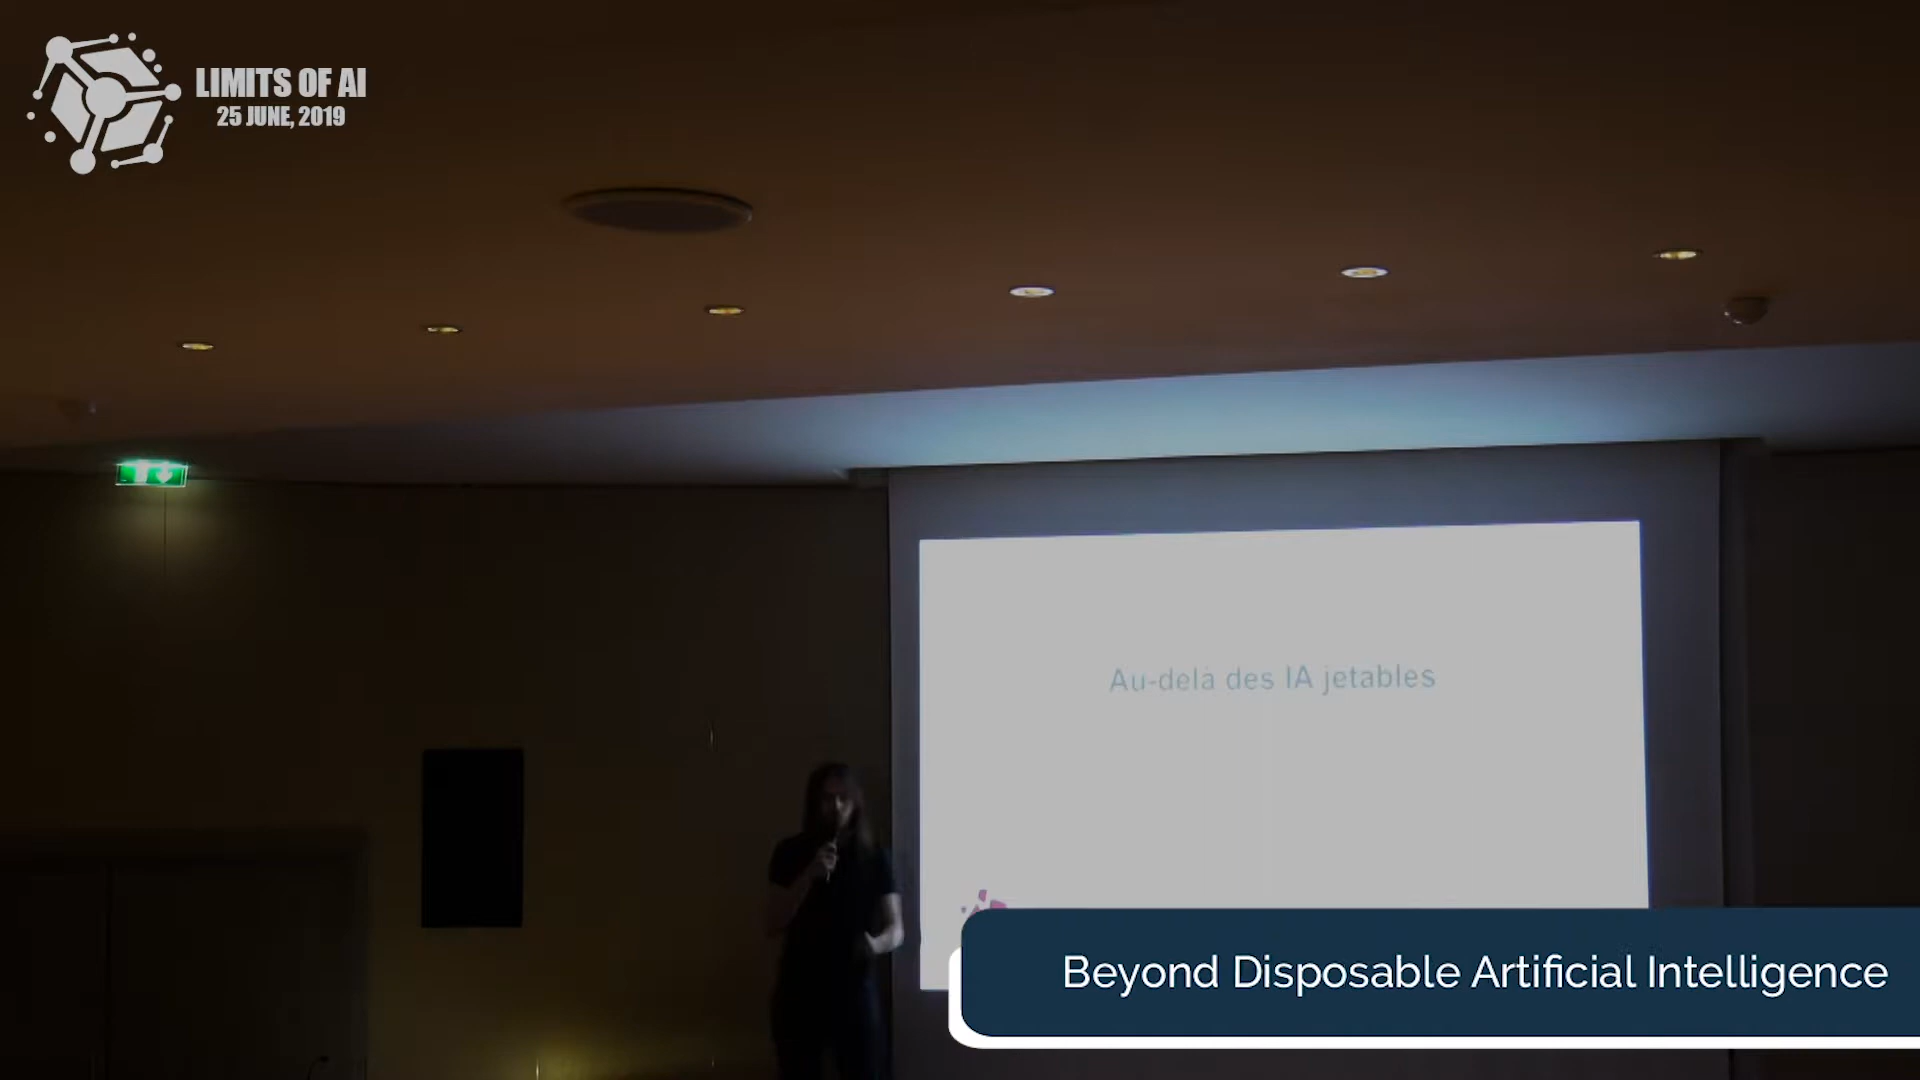 LIMITS OF AI
25 JUNE, 2019
Au-delà des IA jetables
Beyond Disposable Artificial Intelligence